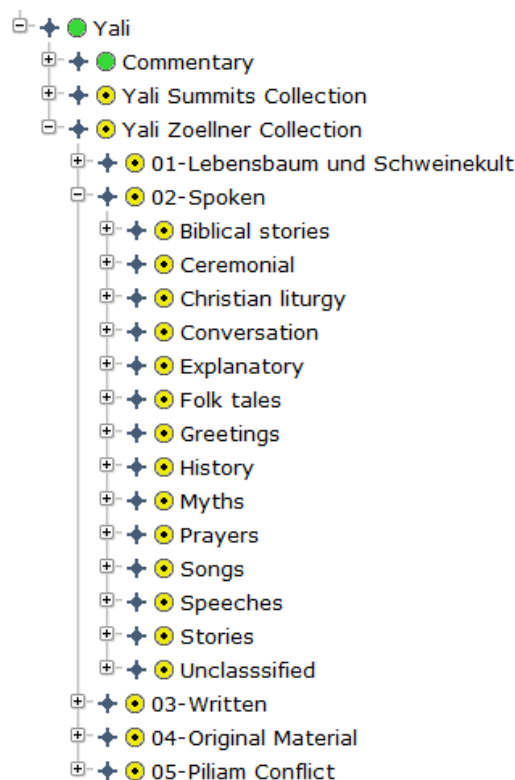 Yali
Commentary
Yali Summits Collection
Yali Zoellner Collection
01-Lebensbaum und Schweinekult
02-Spoken
Biblical stories
Ceremonial
Christian liturgy
Conversation
Explanatory
Folk tales
Greetings
History
Myths
Prayers
Songs
Speeches
Stories
Unclasssified
03-Written
04-Original Material
05-Piliam Conflict